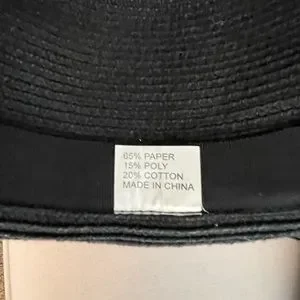 65% PAPER
15% POLY
20% COTTON
MADE IN CHINA